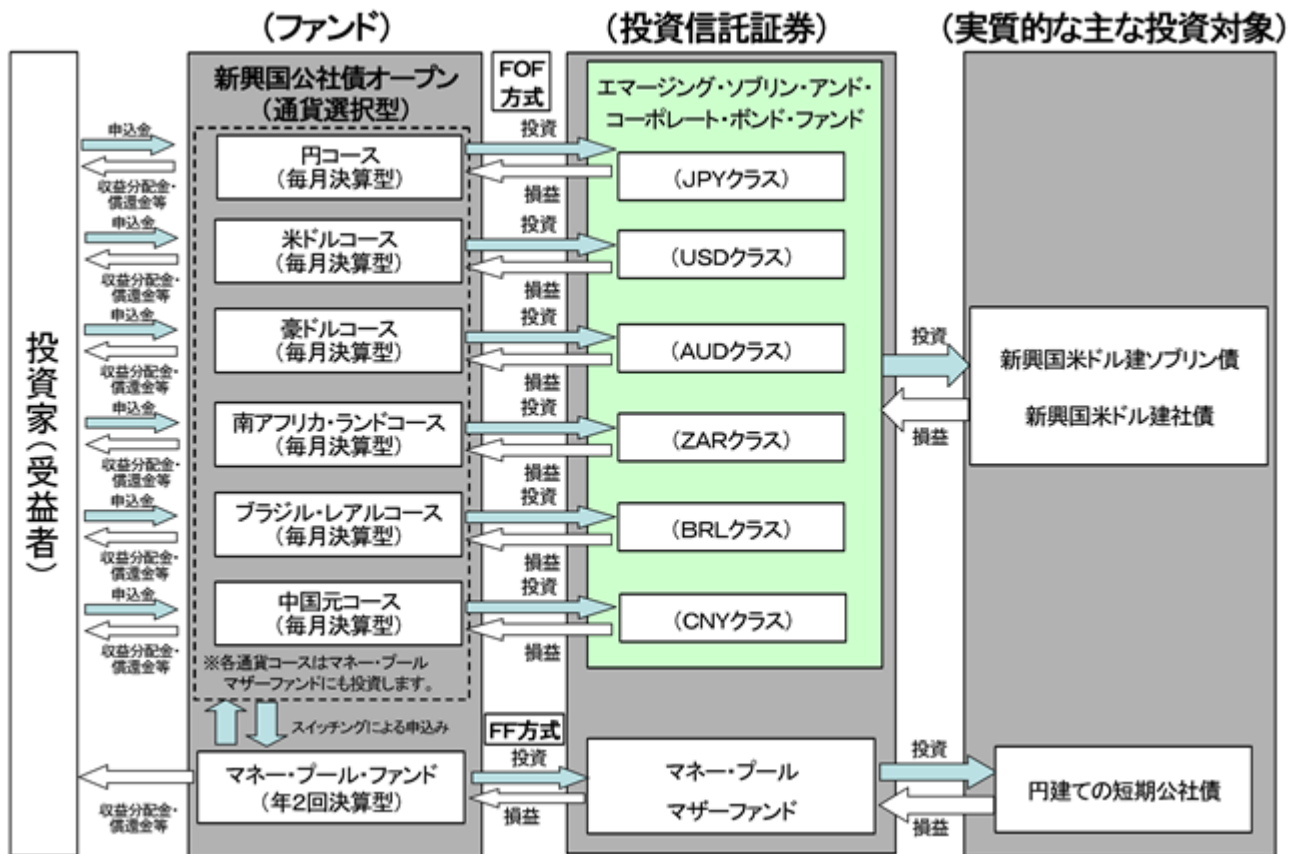 (ファンド)
(投資信託証券)
(実質的な主な投資対象)
投資家(受益者)
新興国公社債オープン
(通貨選択型)
FOF
方式
エマージング・ソブリン・アンド・
コーポレート・ボンド・ファンド
申込金
収益分配金・
償還金等
円コース
(毎月決算型)
投資
損益
(JPYクラス)
申込金
収益分配金・
償還金等
米ドルコース
(毎月決算型)
投資
損益
(USDクラス)
申込金
収益分配金・
償還金等
豪ドルコース
(毎月決算型)
投資
損益
(AUDクラス)
申込金
収益分配金・
償還金等
南アフリカ・ランドコース
(毎月決算型)
投資
損益
(ZARクラス)
申込金
収益分配金・
償還金等
ブラジル・レアルコース
(毎月決算型)
投資
損益
(BRLクラス)
申込金
収益分配金・
償還金等
中国元コース
(毎月決算型)
投資
損益
(CNYクラス)
投資
損益
新興国米ドル建ソブリン債
新興国米ドル建社債
※各通貨コースはマネー・プール
マザーファンドにも投資します。
スイッチングによる申込み
FF方式
収益分配金・
償還金等
マネー・プール・ファンド
(年2回決算型)
投資
損益
マネー・プール
マザーファンド
投資
損益
円建ての短期公社債